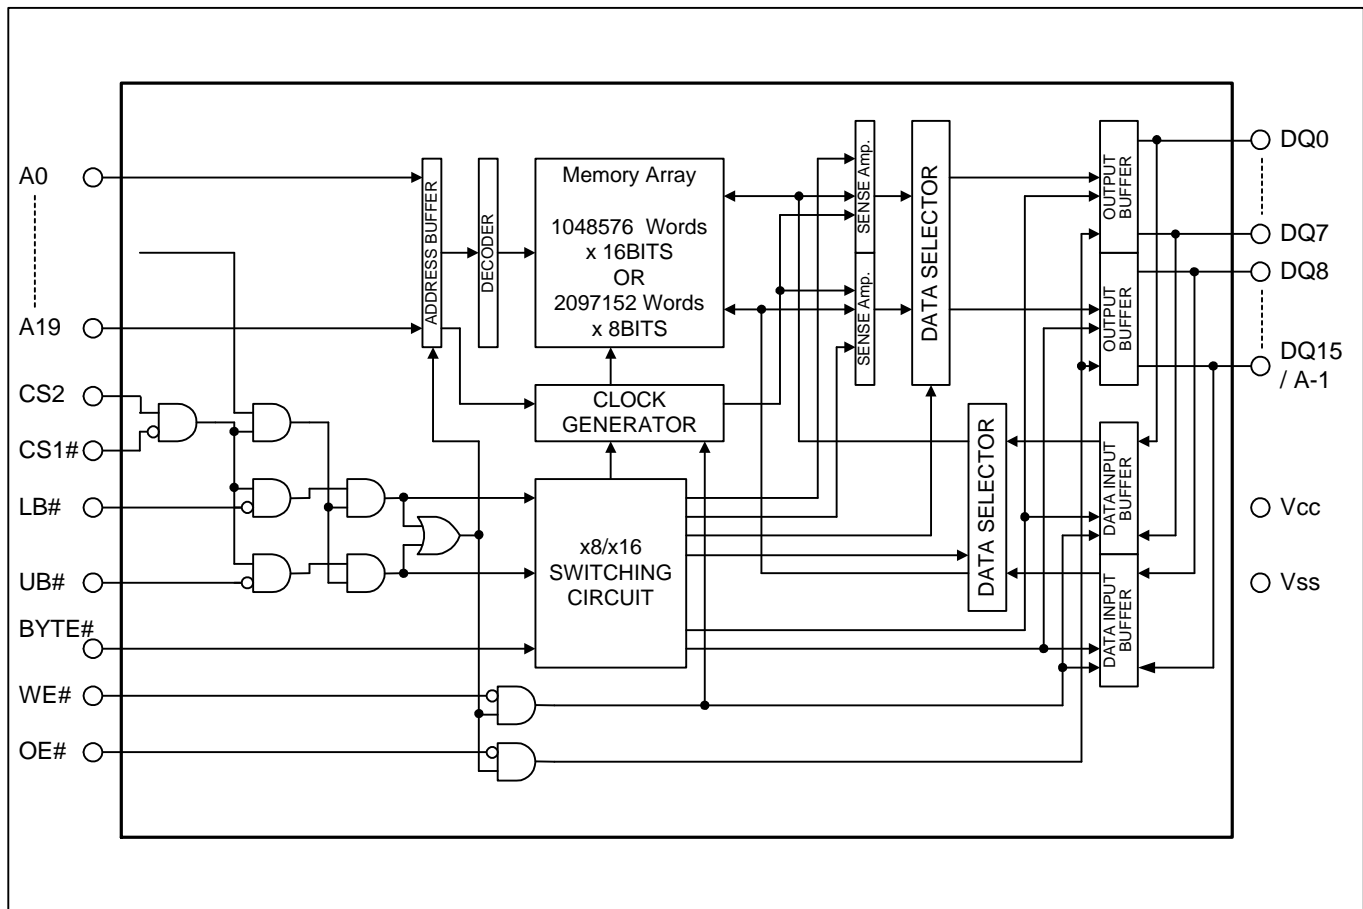 A0
A19
CS2
CS1#
LB#
UB#
BYTE#
WE#
OE#
ADDRESS BUFFER
DECODER
Memory Array
1048576 Words
x 16BITS
OR
2097152 Words
x 8BITS
CLOCK
GENERATOR
x8/x16
SWITCHING
CIRCUIT
SENSE Amp.
SENSE Amp.
DATA SELECTOR
DATA SELECTOR
OUTPUT
BUFFER
OUTPUT
BUFFER
DATA INPUT
BUFFER
DATA INPUT
BUFFER
DQ0
DQ7
DQ8
DQ15
/ A-1
Vcc
Vss